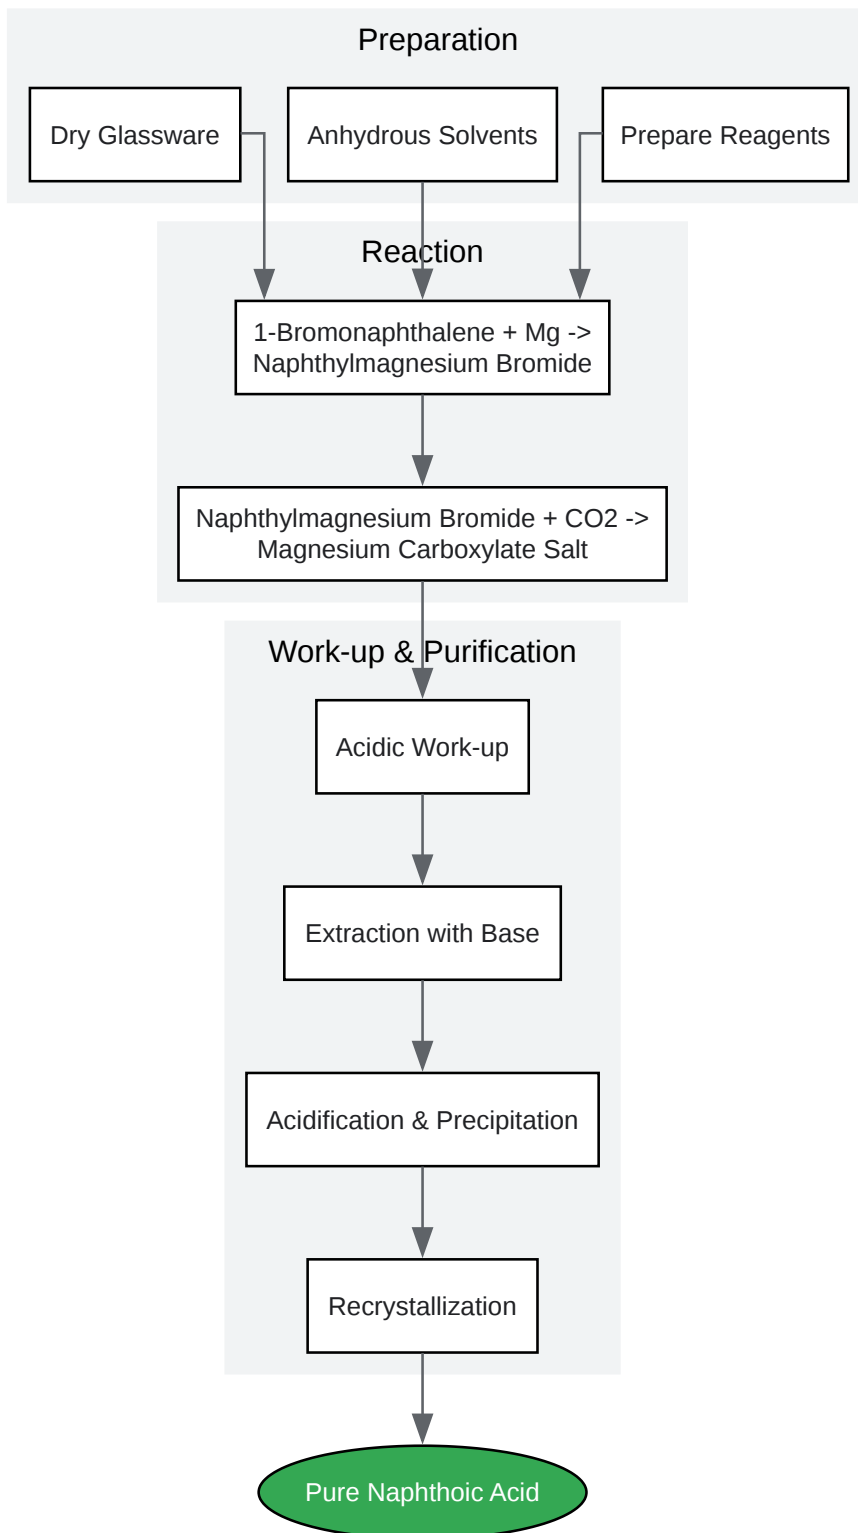 Preparation
Dry Glassware
Anhydrous Solvents
Prepare Reagents
Reaction
1-Bromonaphthalene + Mg ->
Naphthylmagnesium Bromide
Naphthylmagnesium Bromide + CO2 ->
Magnesium Carboxylate Salt
Work-up & Purification
Acidic Work-up
Extraction with Base
Acidification & Precipitation
Recrystallization
Pure Naphthoic Acid